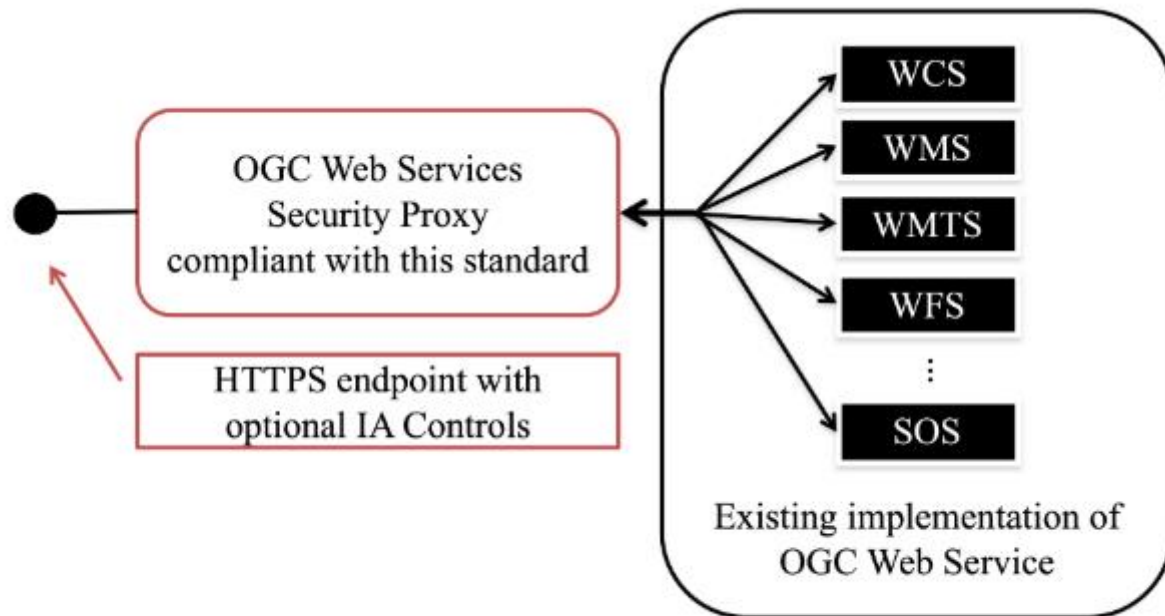 OGC Web Services
Security Proxy
compliant with this standard
HTTPS endpoint with
optional IA Controls
WCS
WMS
WMTS
WFS
...
SOS
Existing implementation of
OGC Web Service